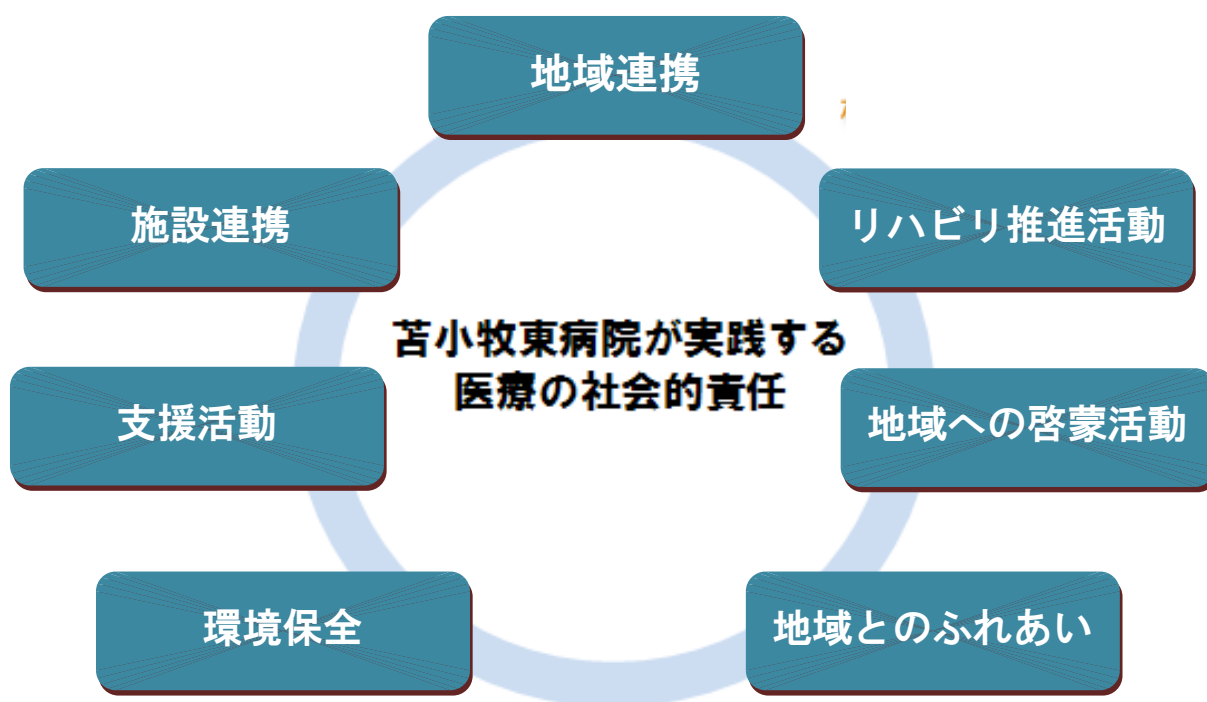 地域連携
施設連携
リハビリ推進活動
苫小牧東病院が実践する
医療の社会的責任
支援活動
地域への啓蒙活動
環境保全
地域とのふれあい